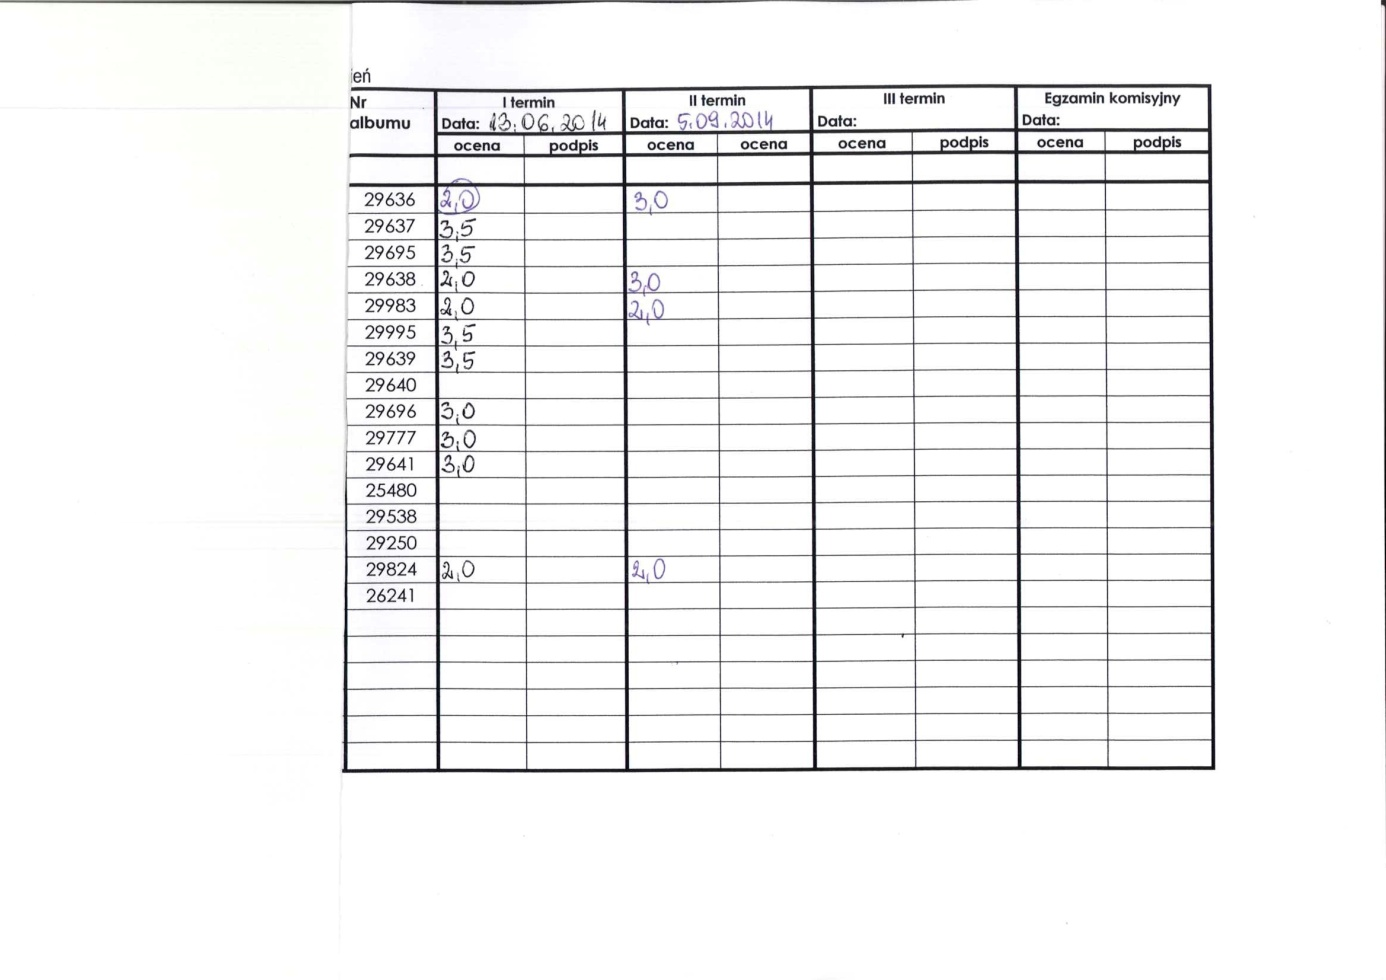 ień
Nr albumu I termin II termin III termin Egzamin komisyjny
Data: 13.06.2014 Data: 5.09.2014 Data: Data:
ocena podpis ocena ocena ocena podpis ocena podpis
29636 2,0 3,0
29637 3,5
29695 3,5
29638 2,0 3,0
29983 2,0 2,0
29995 3,5
29639 3,5
29640
29696 3,0
29777 3,0
29641 3,0
25480
29538
29250
29824 2,0 2,0
26241